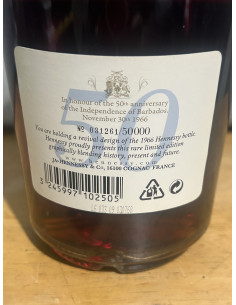 In honour of the 50th anniversary
of the Independence of Barbados.
November 30th 1966
50
Nº 031261/50000
You are holding a revival design of the 1966 Hennessy bottle.
Hennessy proudly presents this rare limited edition
graphically blending history, present and future.
Jas HENNESSY & Co, 16100 COGNAC FRANCE
3 245997 102505